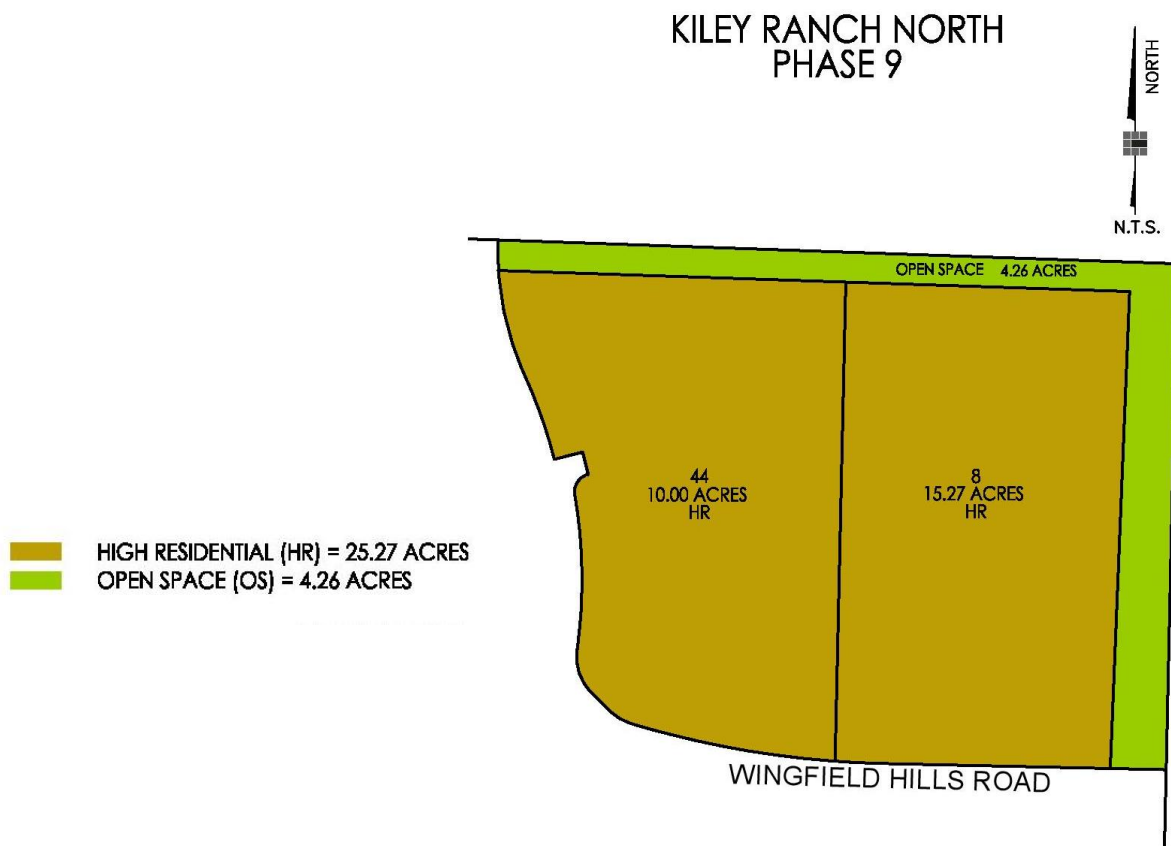 KILEY RANCH NORTH
PHASE 9
NORTH
N.T.S.
OPEN SPACE 4.26 ACRES
44
10.00 ACRES
HR
8
15.27 ACRES
HR
HIGH RESIDENTIAL (HR) = 25.27 ACRES
OPEN SPACE (OS) = 4.26 ACRES
WINGFIELD HILLS ROAD